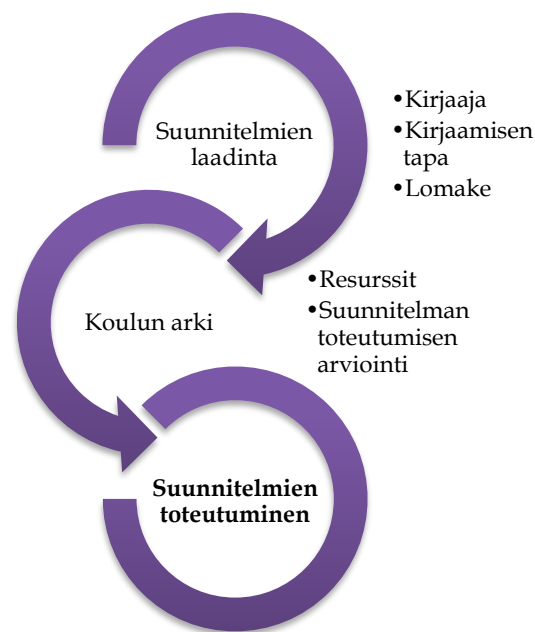 Suunnitelmien
laadinta
•Kirjaaja
•Kirjaamisen
tapa
•Lomake
Koulun arki
•Resurssit
•Suunnitelman
toteutumisen
arviointi
Suunnitelmien
toteutuminen